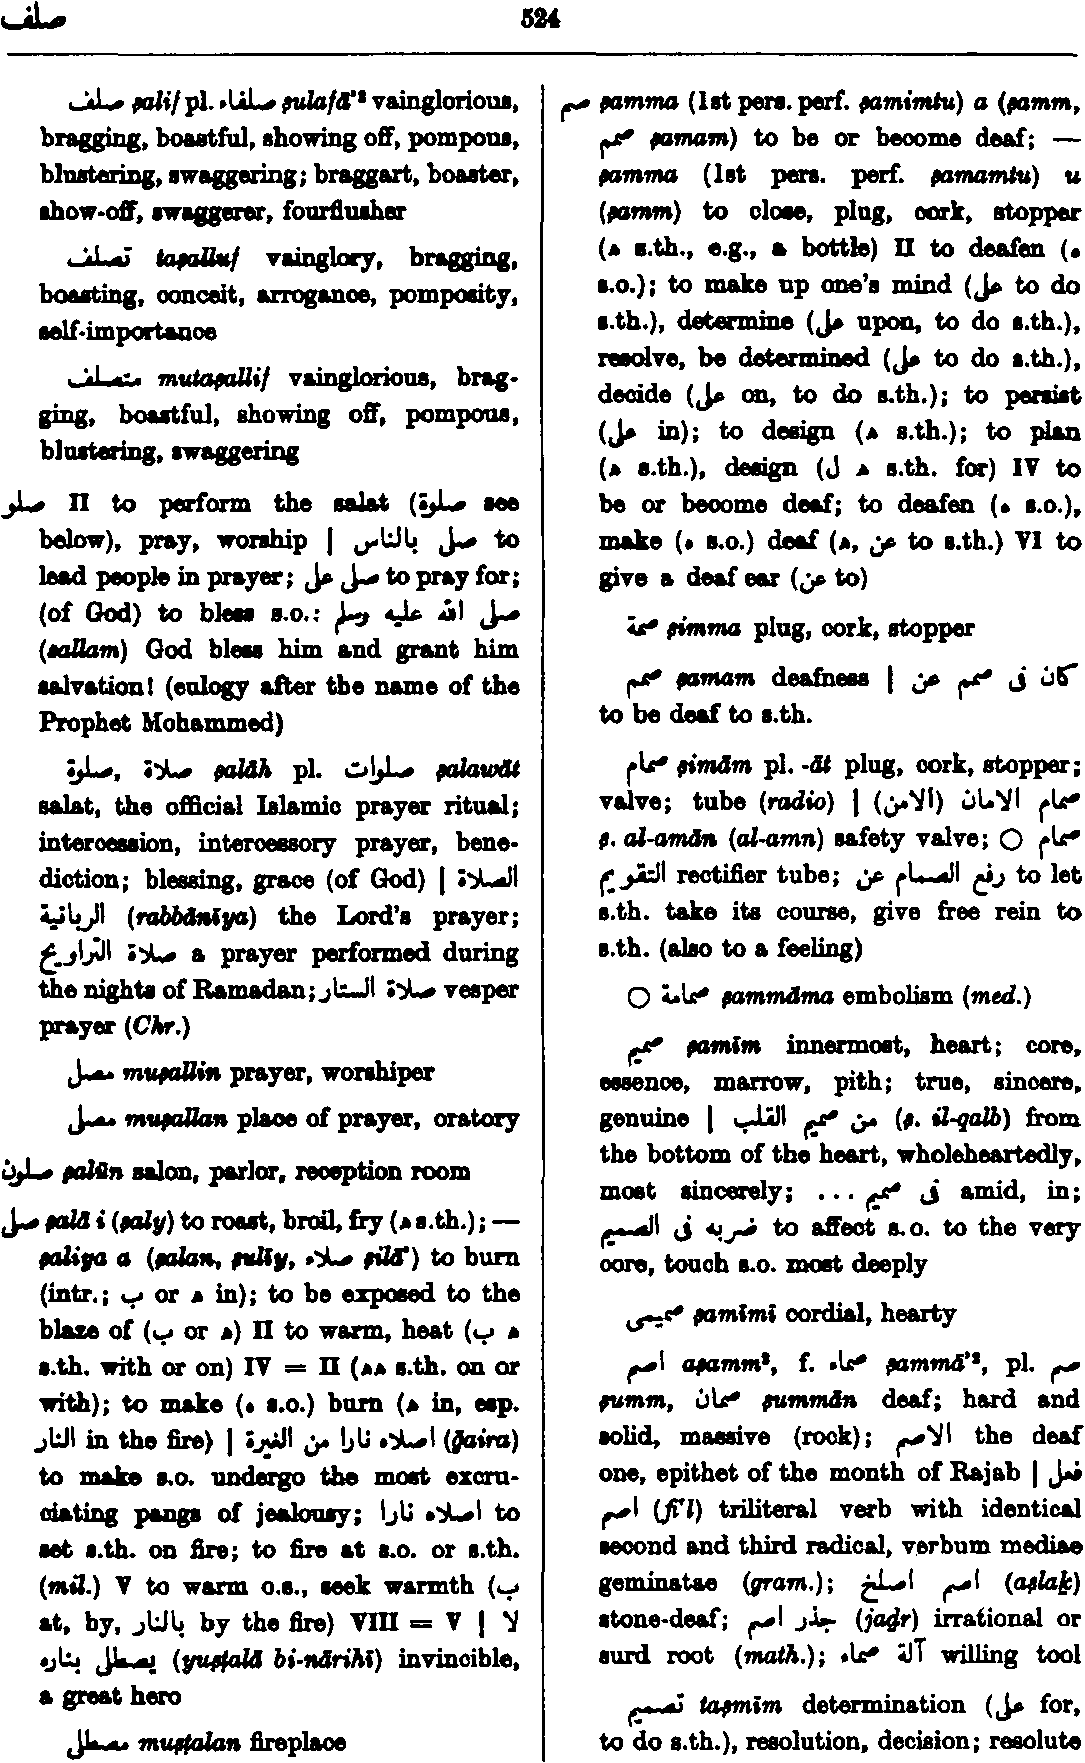 صلف 524
صلف ṣalif pl. صلفاء ṣulafā'² vainglorious,
bragging, boastful, showing off, pompous,
blustering, swaggering; braggart, boaster,
show-off, swaggerer, fourflusher
تصلف taṣalluf vainglory, bragging,
boasting, conceit, arrogance, pomposity,
self-importance
متصلف mutaṣallif vainglorious, brag-
ging, boastful, showing off, pompous,
blustering, swaggering
صلو II to perform the salat (صلوة see
below), pray, worship | صلى بالناس to
lead people in prayer; صلى على to pray for;
(of God) to bless s.o.: صلى الله عليه وسلم
(sallam) God bless him and grant him
salvation! (eulogy after the name of the
Prophet Mohammed)
صلوة, صلاة ṣalāh pl. صلوات ṣalawāt
salat, the official Islamic prayer ritual;
intercession, intercessory prayer, bene-
diction; blessing, grace (of God) | الصلاة
الربانية (rabbānīya) the Lord's prayer;
صلاة التراويح a prayer performed during
the nights of Ramadan; صلاة الستار vesper
prayer (Chr.)
مصل muṣallin prayer, worshiper
مصلى muṣallan place of prayer, oratory
صلون ṣalūn salon, parlor, reception room
صلى ṣalā i (ṣaly) to roast, broil, fry (ه s.th.); —
ṣaliya a (ṣalan, ṣulīy, صلاء ṣilā') to burn
(intr.; ب or ه in); to be exposed to the
blaze of (ب or ه) II to warm, heat (ب ه
s.th. with or on) IV = II (هه s.th. on or
with); to make (ه s.o.) burn (ه in, esp.
النار in the fire) | اصلاه نارا من الغيرة (ḡaira)
to make s.o. undergo the most excru-
ciating pangs of jealousy; اصلاه نارا to
set s.th. on fire; to fire at s.o. or s.th.
(mil.) V to warm o.s., seek warmth (ب
at, by, بالنار by the fire) VIII = V | لا
يصطلى بناره (yuṣṭalā bi-nārihī) invincible,
a great hero
مصطلى muṣṭalan fireplace
صم ṣamma (1st pers. perf. ṣamimtu) a (ṣamm,
صمم ṣamam) to be or become deaf; —
ṣamma (1st pers. perf. ṣamamtu) u
(ṣamm) to close, plug, cork, stopper
(ه s.th., e.g., a bottle) II to deafen (ه
s.o.); to make up one's mind (على to do
s.th.), determine (على upon, to do s.th.),
resolve, be determined (على to do s.th.),
decide (على on, to do s.th.); to persist
(على in); to design (ه s.th.); to plan
(ه s.th.), design (ل ه s.th. for) IV to
be or become deaf; to deafen (ه s.o.),
make (ه s.o.) deaf (ه, عن to s.th.) VI to
give a deaf ear (عن to)
صمة ṣimma plug, cork, stopper
صمم ṣamam deafness | كان فى صمم عن
to be deaf to s.th.
صمام ṣimām pl. -āt plug, cork, stopper;
valve; tube (radio) | صمام الامان (الامن)
ṣ. al-amān (al-amn) safety valve; ○ صمام
التقويم rectifier tube; رفع الصمام عن to let
s.th. take its course, give free rein to
s.th. (also to a feeling)
○ صمامة ṣammāma embolism (med.)
صميم ṣamīm innermost, heart; core,
essence, marrow, pith; true, sincere,
genuine | من صميم القلب (ṣ. il-qalb) from
the bottom of the heart, wholeheartedly,
most sincerely; فى صميم ... amid, in;
ضربه فى الصميم to affect s.o. to the very
core, touch s.o. most deeply
صميمى ṣamīmī cordial, hearty
اصم aṣamm², f. صماء ṣammā'², pl. صم
ṣumm, صمان ṣummān deaf; hard and
solid, massive (rock); الاصم the deaf
one, epithet of the month of Rajab | فعل
اصم (fi'l) triliteral verb with identical
second and third radical, verbum mediae
geminatae (gram.); اصم اصلخ (aṣlaḵ)
stone-deaf; جذر اصم (jaḏr) irrational or
surd root (math.); آلة صماء willing tool
تصميم taṣmīm determination (على for,
to do s.th.), resolution, decision; resolute